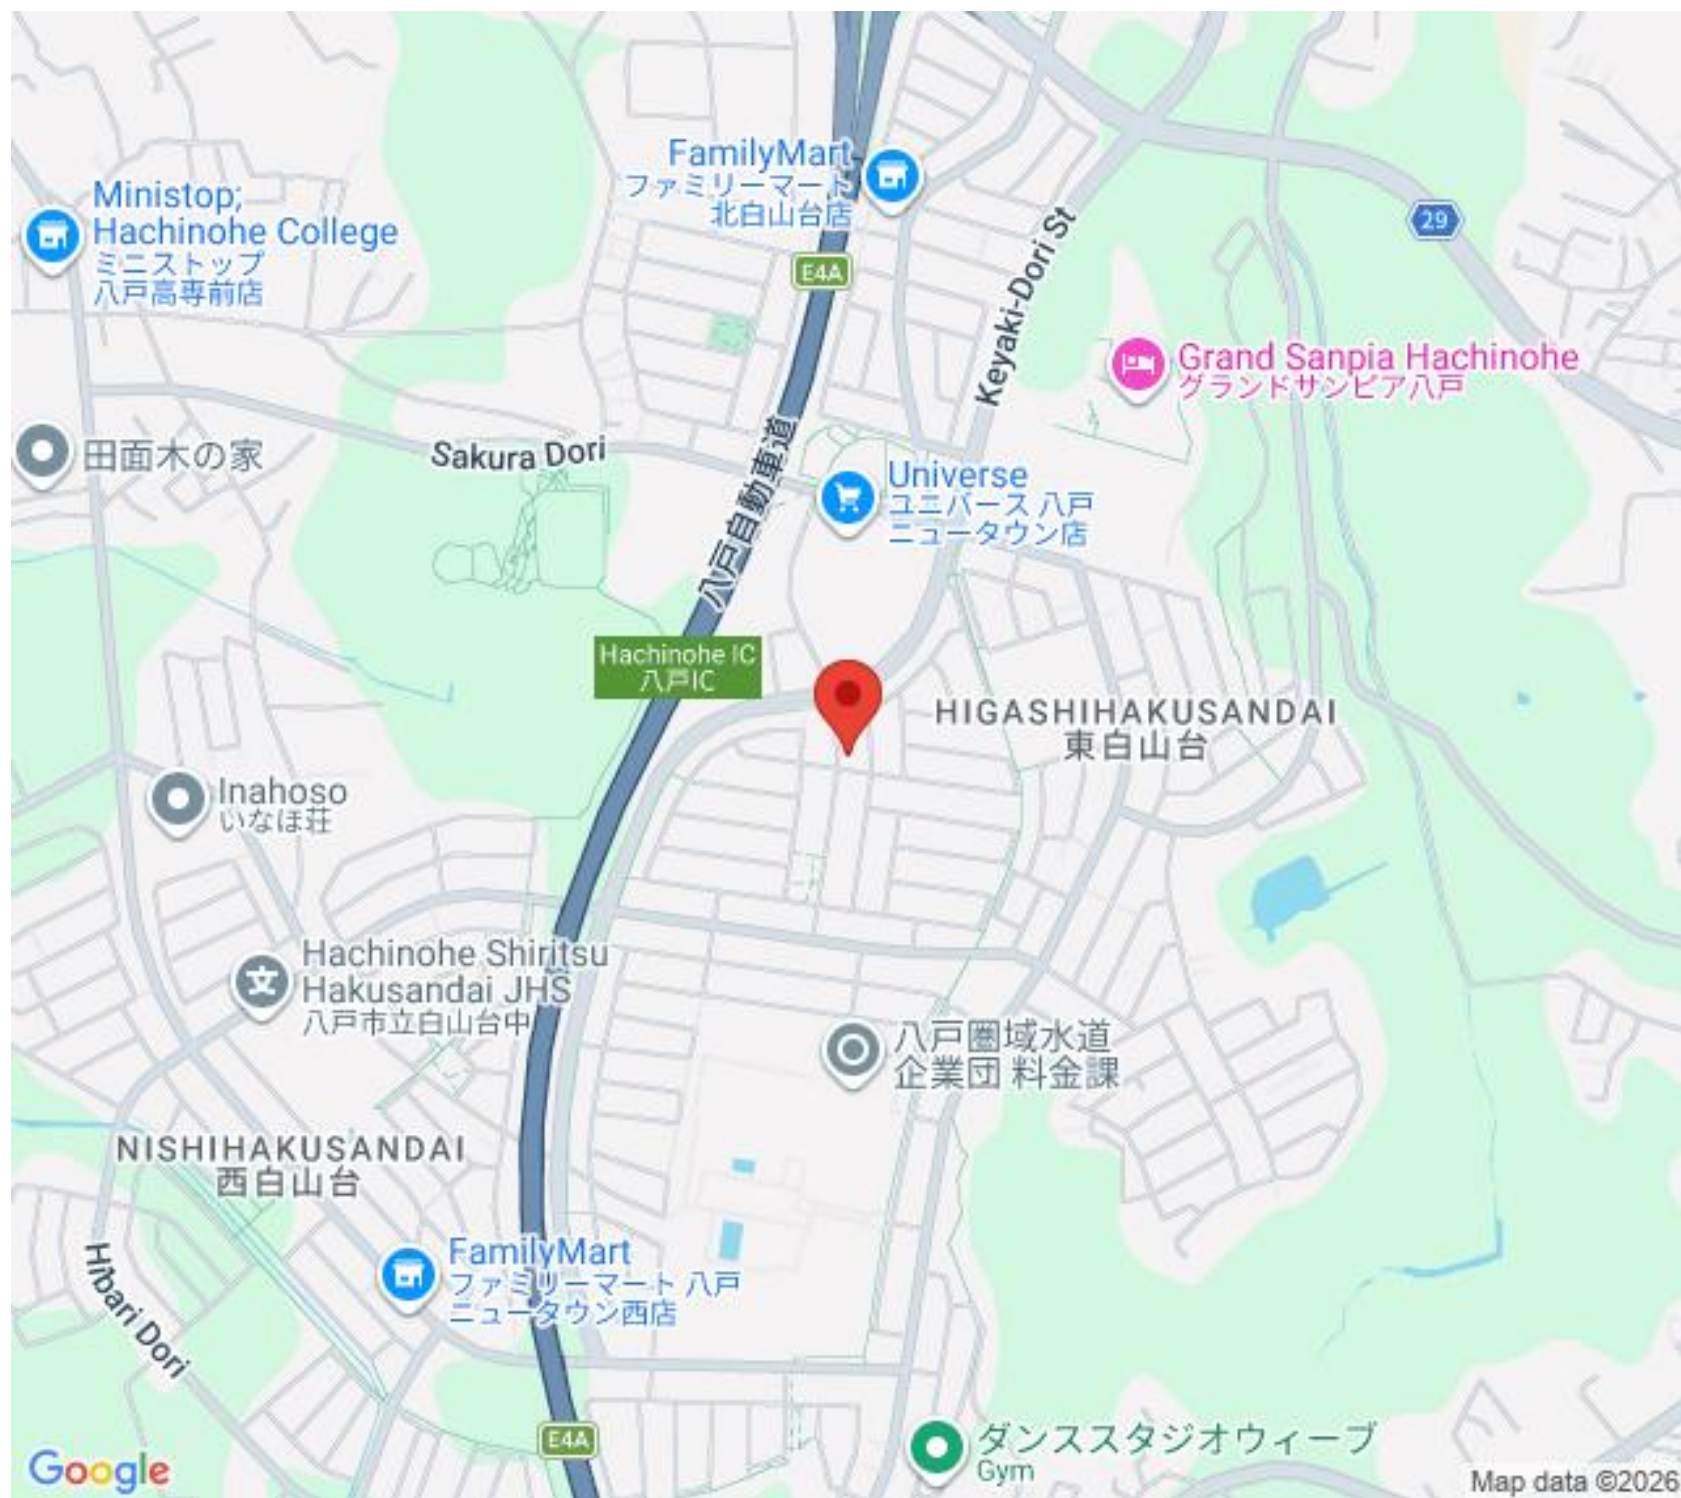 FamilyMart
ファミリーマート
北白山台店
Ministop;
Hachinohe College
ミニストップ
八戸高専前店
29
E4A
Keyaki-Dori St
Grand Sanpia Hachinohe
グランドサンピア八戸
田面木の家
Sakura Dori
八戸自動車道
Universe
ユニバース 八戸
ニュータウン店
Hachinohe IC
八戸IC
HIGASHIHAKUSANDAI
東白山台
Inahoso
いなほ荘
Hachinohe Shiritsu
Hakusandai JHS
八戸市立白山台中
文
八戸圏域水道
企業団 料金課
NISHIHAKUSANDAI
西白山台
Hibari Dori
FamilyMart
ファミリーマート 八戸
ニュータウン西店
E4A
ダンススタジオウィーブ
Gym
Google
Map data ©2026